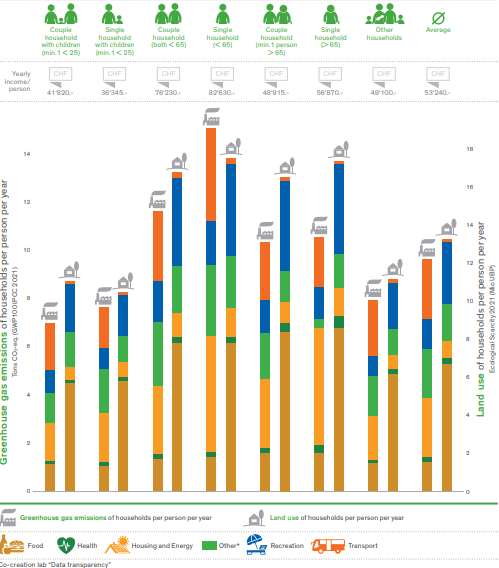 Couple
household
with children
(min. 1 < 25)
Single
household
with children
(min. 1 < 25)
Couple
household
(both < 65)
Single
household
(< 65)
Couple
household
(min. 1 person
> 65)
Single
household
(> 65)
Other
households
Average
Yearly
income/
person
CHF
CHF
CHF
CHF
CHF
CHF
CHF
CHF
41'820.-
36'345.-
76'230.-
82'630.-
48'915.-
56'870.-
49'100.-
53'240.-
Greenhouse gas emissions of households per person per year
Tons CO₂-eq. (GWP100 IPCC 2021)
14
12
10
8
6
4
2
0
18
16
14
12
10
8
6
4
2
0
Land use of households per person per year
Ecological Scarcity 2021 (Mio UBP)
Greenhouse gas emissions of households per person per year
Land use of households per person per year
Food
Health
Housing and Energy
Other*
Recreation
Transport
Co-creation lab "Data transparency"